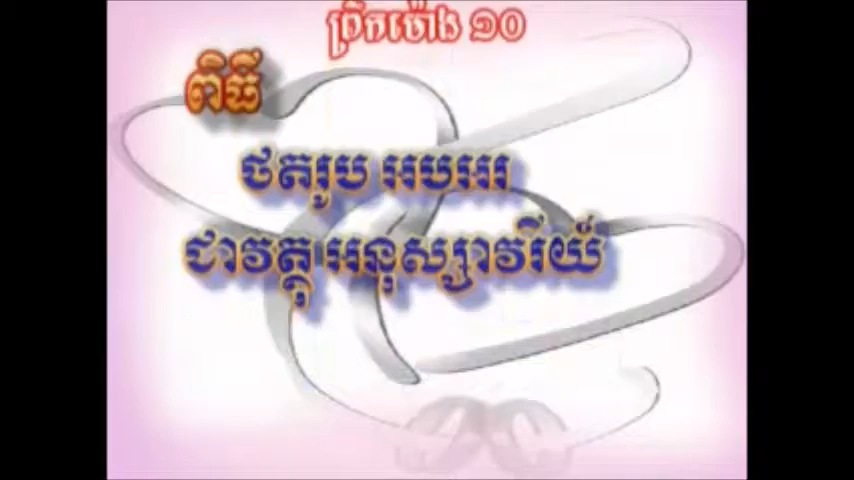 ព្រឹកម៉ោង ១០
ពិធី
ថតរូប អបអរ
ជាវត្ថុ អនុស្សាវរីយ៍